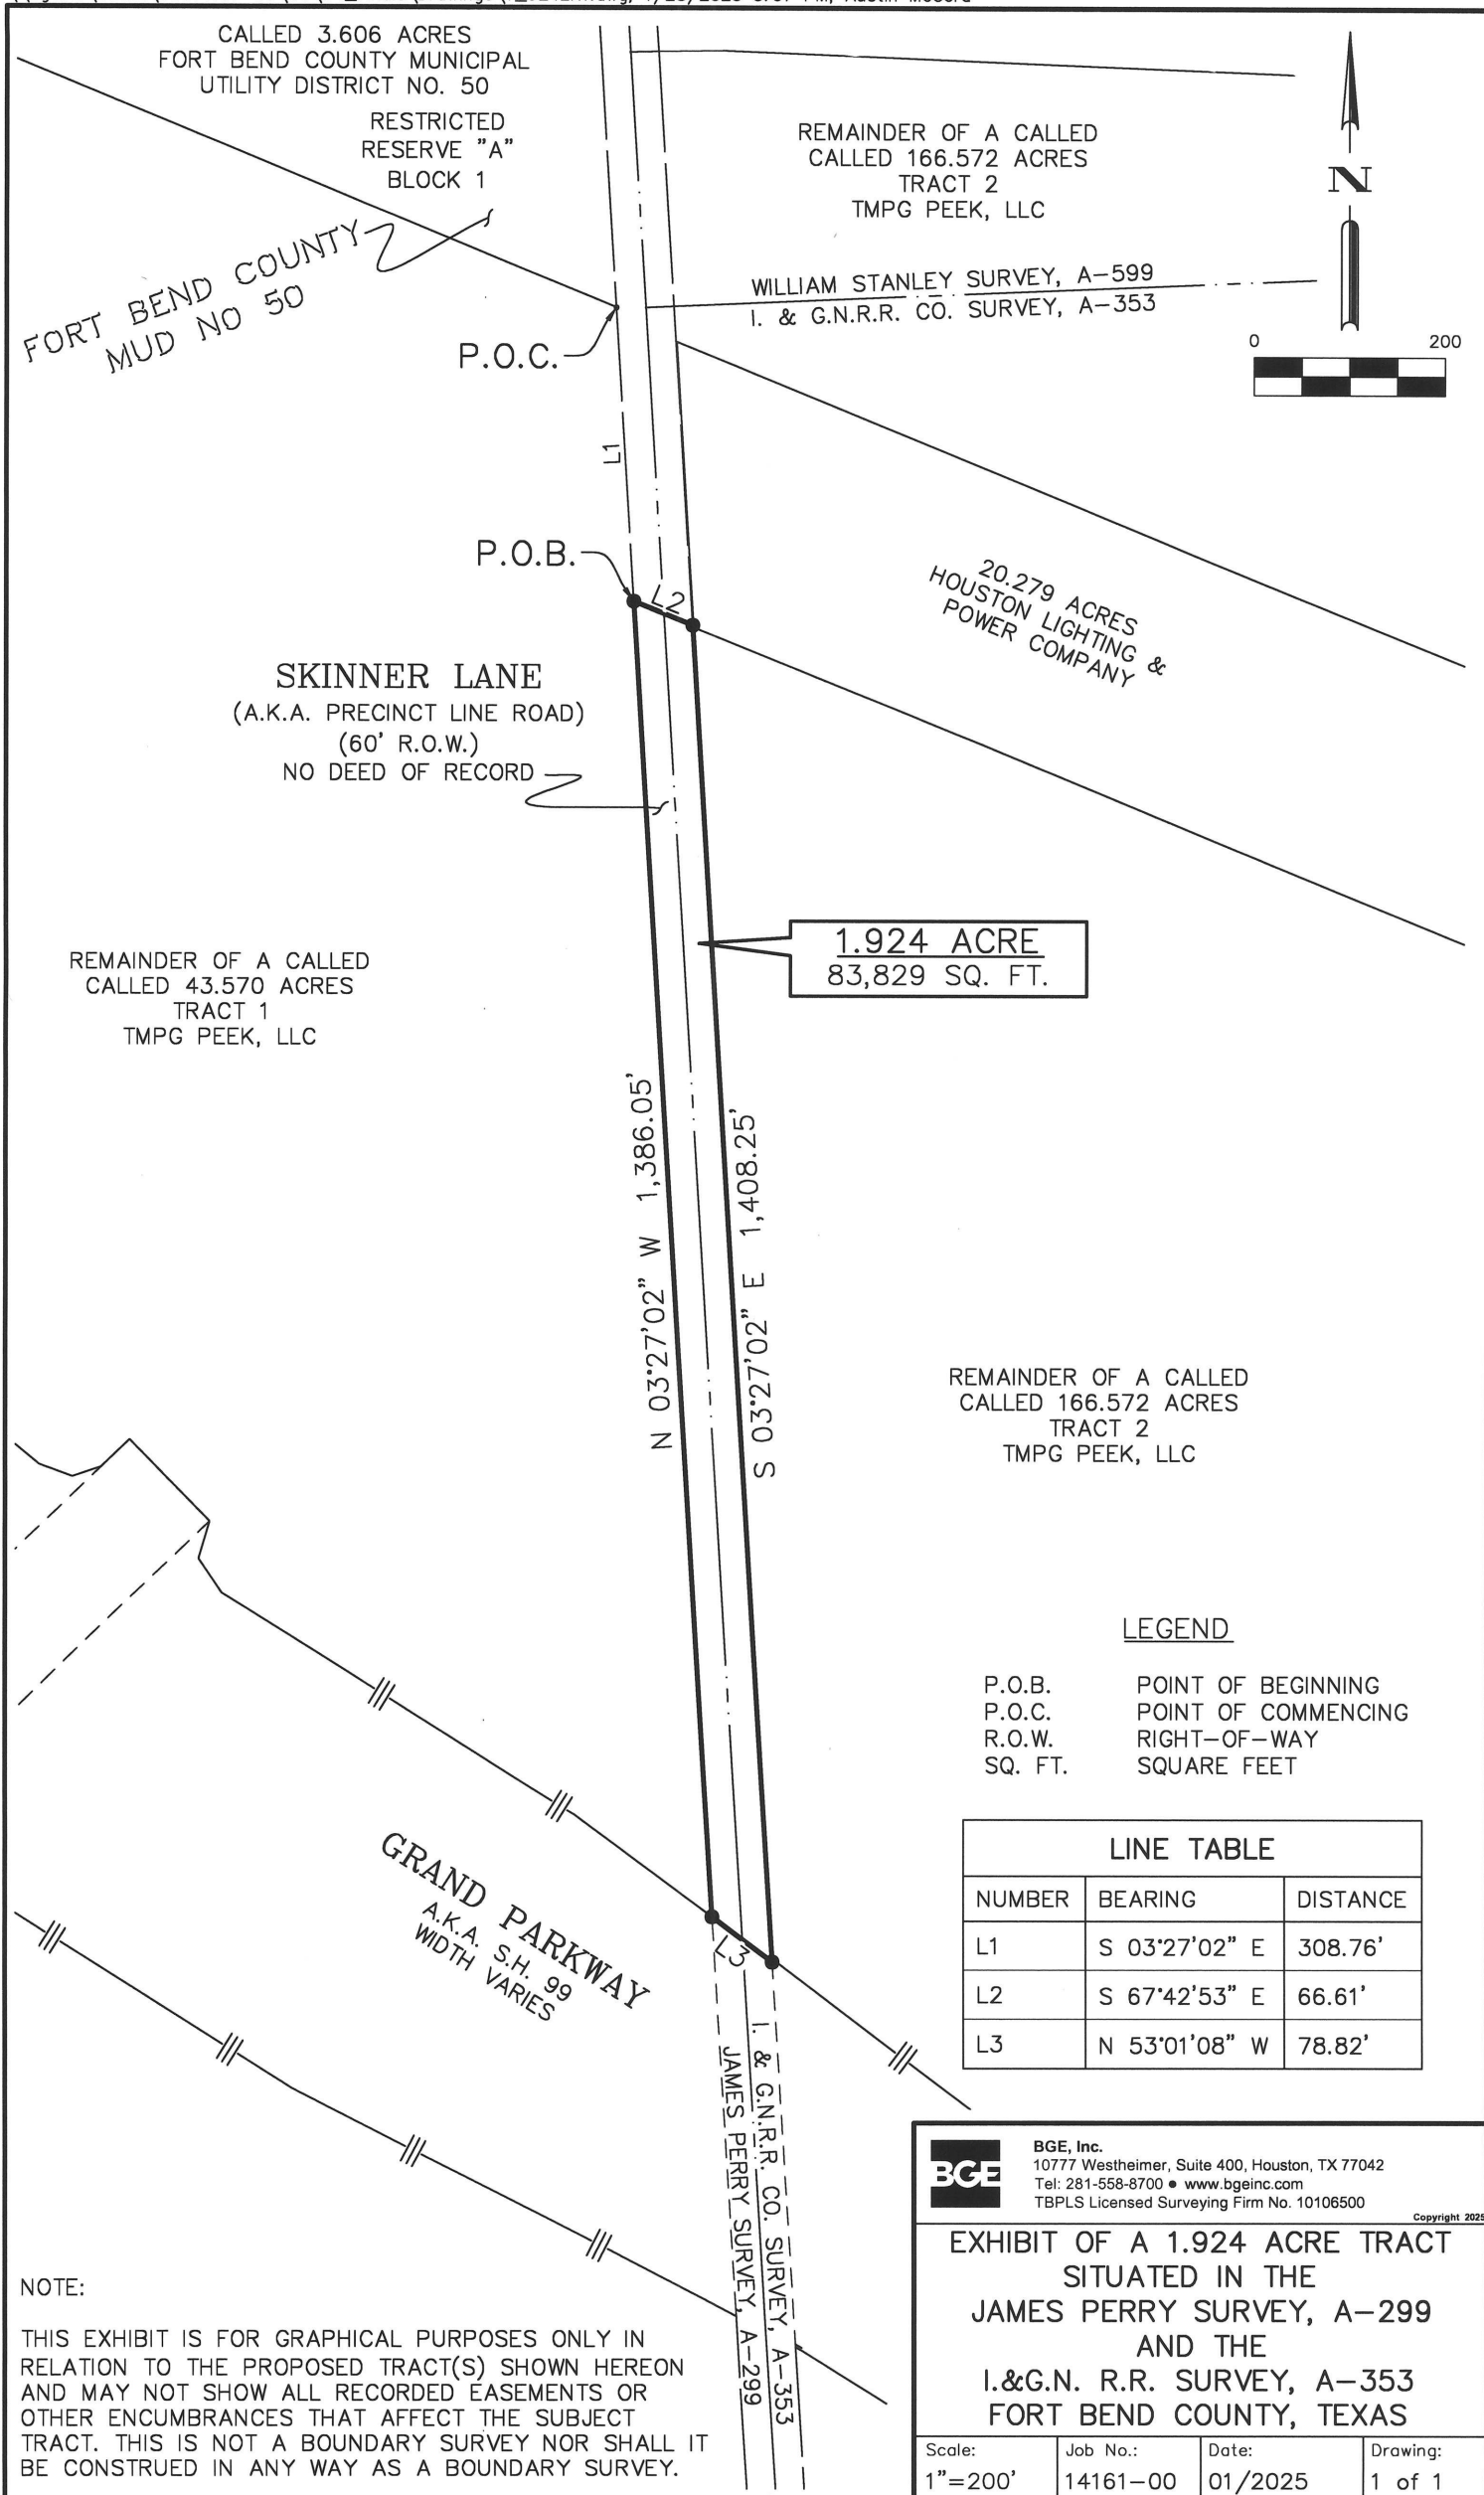 CALLED 3.606 ACRES
FORT BEND COUNTY MUNICIPAL
UTILITY DISTRICT NO. 50
RESTRICTED
RESERVE "A"
BLOCK 1
REMAINDER OF A CALLED
CALLED 166.572 ACRES
TRACT 2
TMPG PEEK, LLC
N
FORT BEND COUNTY
MUD NO 50
WILLIAM STANLEY SURVEY, A-599
I. & G.N.R.R. CO. SURVEY, A-353
P.O.C.
0 200
L1
P.O.B.
L2
20.279 ACRES
HOUSTON LIGHTING &
POWER COMPANY
SKINNER LANE
(A.K.A. PRECINCT LINE ROAD)
(60' R.O.W.)
NO DEED OF RECORD
1.924 ACRE
83,829 SQ. FT.
REMAINDER OF A CALLED
CALLED 43.570 ACRES
TRACT 1
TMPG PEEK, LLC
N 03°27'02" W 1,386.05'
S 03°27'02" E 1,408.25'
REMAINDER OF A CALLED
CALLED 166.572 ACRES
TRACT 2
TMPG PEEK, LLC
LEGEND
P.O.B. POINT OF BEGINNING
P.O.C. POINT OF COMMENCING
R.O.W. RIGHT-OF-WAY
SQ. FT. SQUARE FEET
GRAND PARKWAY
A.K.A. S.H. 99
WIDTH VARIES
L3
LINE TABLE
NUMBER BEARING DISTANCE
L1 S 03°27'02" E 308.76'
L2 S 67°42'53" E 66.61'
L3 N 53°01'08" W 78.82'
I. & G.N.R.R. CO. SURVEY, A-353
JAMES PERRY SURVEY, A-299
BGE
BGE, Inc.
10777 Westheimer, Suite 400, Houston, TX 77042
Tel: 281-558-8700 ● www.bgeinc.com
TBPLS Licensed Surveying Firm No. 10106500
Copyright 2025
EXHIBIT OF A 1.924 ACRE TRACT
SITUATED IN THE
JAMES PERRY SURVEY, A-299
AND THE
I.&G.N. R.R. SURVEY, A-353
FORT BEND COUNTY, TEXAS
Scale: Job No.: Date: Drawing:
1"=200' 14161-00 01/2025 1 of 1
NOTE:
THIS EXHIBIT IS FOR GRAPHICAL PURPOSES ONLY IN
RELATION TO THE PROPOSED TRACT(S) SHOWN HEREON
AND MAY NOT SHOW ALL RECORDED EASEMENTS OR
OTHER ENCUMBRANCES THAT AFFECT THE SUBJECT
TRACT. THIS IS NOT A BOUNDARY SURVEY NOR SHALL IT
BE CONSTRUED IN ANY WAY AS A BOUNDARY SURVEY.